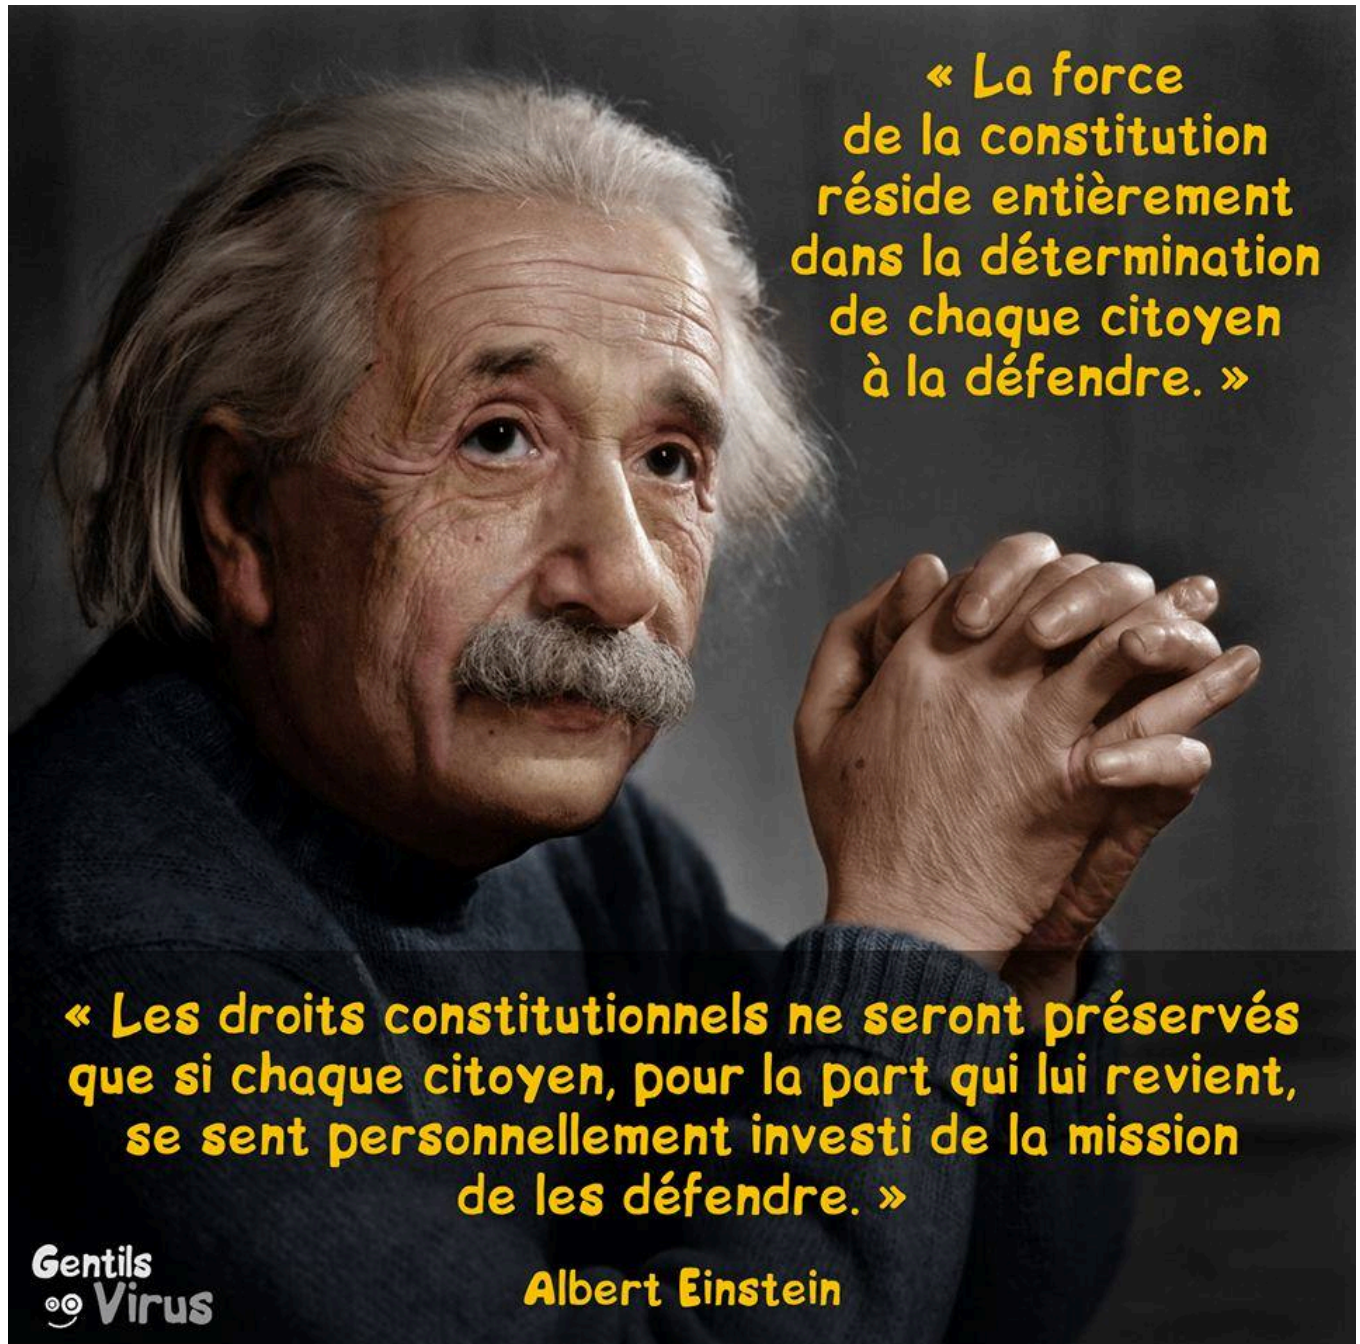 « La force
de la constitution
réside entièrement
dans la détermination
de chaque citoyen
à la défendre. »
« Les droits constitutionnels ne seront préservés
que si chaque citoyen, pour la part qui lui revient,
se sent personnellement investi de la mission
de les défendre. »
Albert Einstein
Gentils
Virus